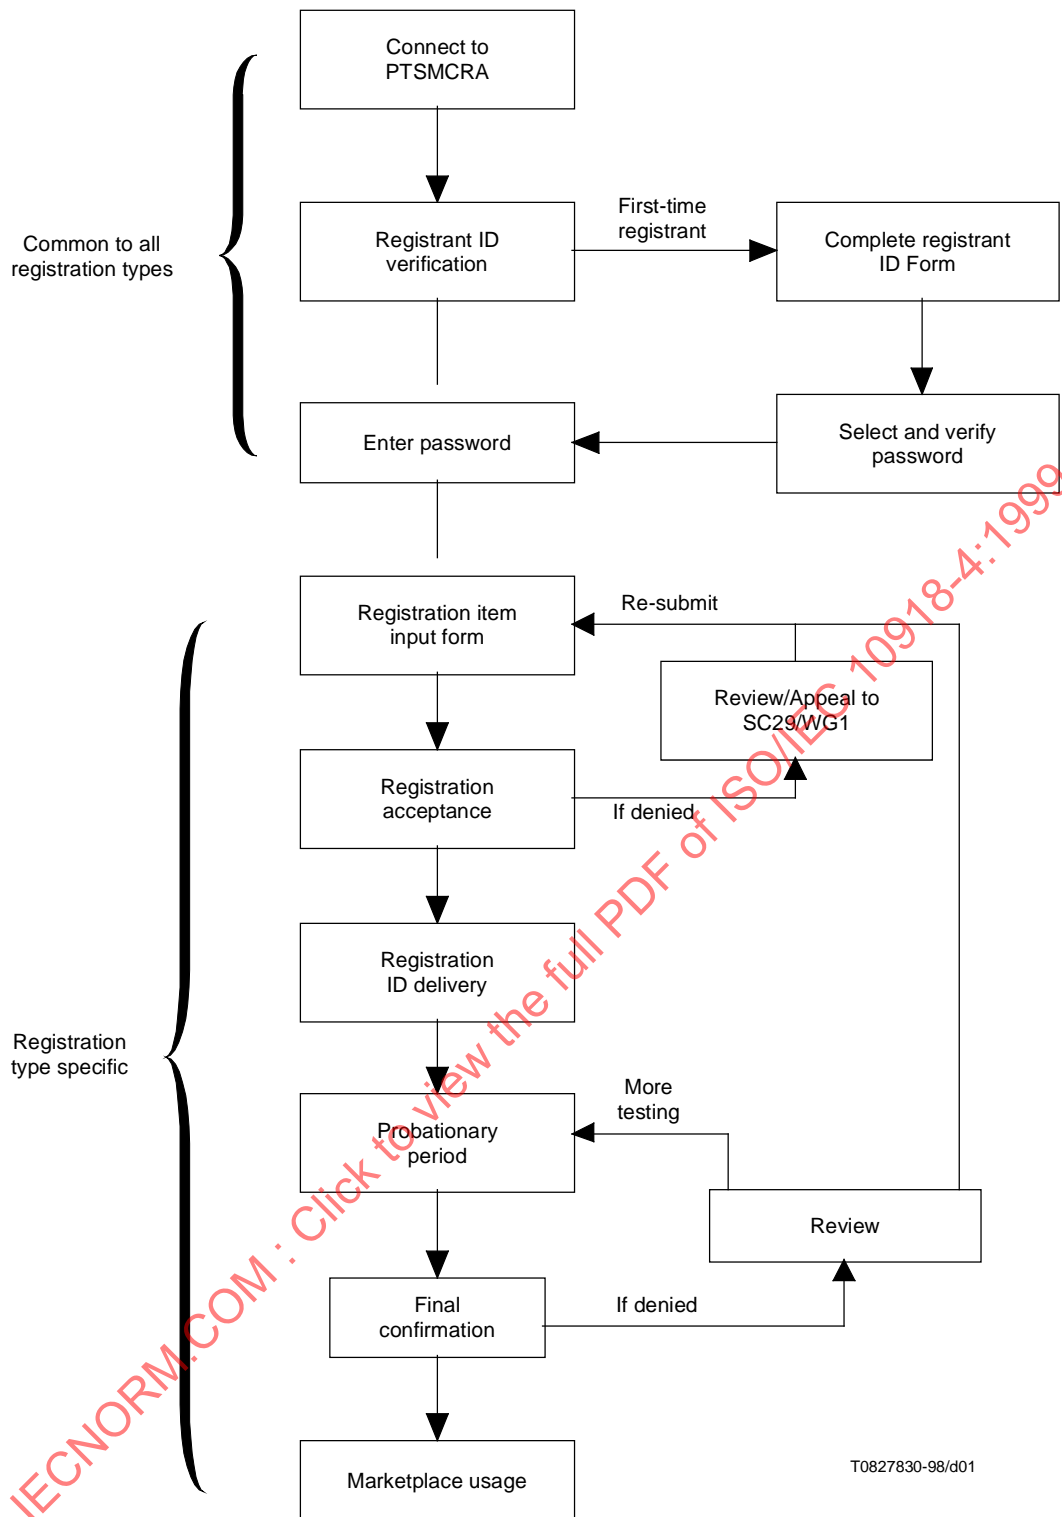 Connect to
PTSMCRA
Common to all
registration types
Registrant ID
verification
First-time
registrant
Complete registrant
ID Form
Enter password
Select and verify
password
Registration item
input form
Re-submit
Review/Appeal to
SC29/WG1
Registration
acceptance
If denied
Registration
ID delivery
Registration
type specific
Probationary
period
More
testing
Review
Final
confirmation
If denied
Marketplace usage
T0827830-98/d01
IECNORM.COM : Click to view the full PDF of ISO/IEC 10918-4:1999